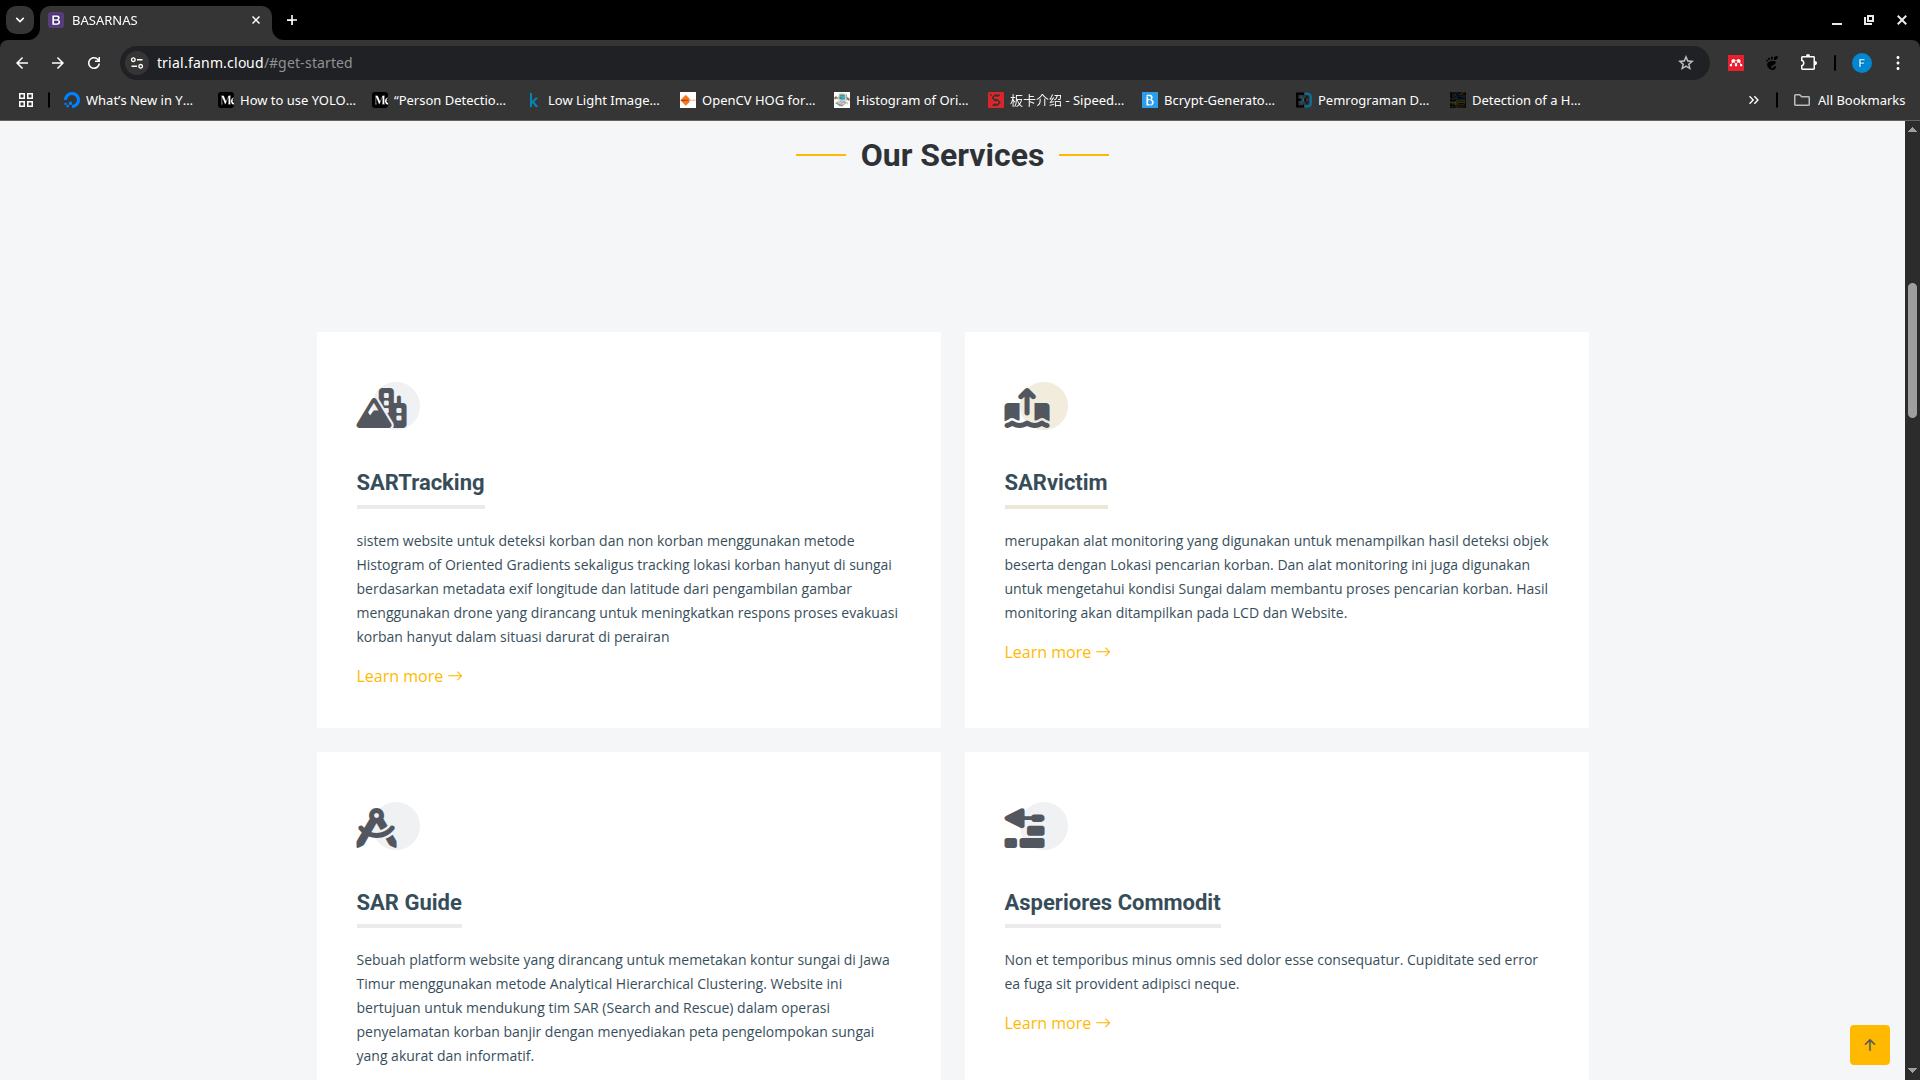 BASARNAS
trial.fanm.cloud/#get-started
F
What's New in Y...
How to use YOLO...
“Person Detectio...
Low Light Image...
OpenCV HOG for...
Histogram of Ori...
板卡介绍 - Sipeed...
Bcrypt-Generato...
Pemrograman D...
Detection of a H...
All Bookmarks
Our Services
SARTracking
sistem website untuk deteksi korban dan non korban menggunakan metode
Histogram of Oriented Gradients sekaligus tracking lokasi korban hanyut di sungai
berdasarkan metadata exif longitude dan latitude dari pengambilan gambar
menggunakan drone yang dirancang untuk meningkatkan respons proses evakuasi
korban hanyut dalam situasi darurat di perairan
Learn more →
SARvictim
merupakan alat monitoring yang digunakan untuk menampilkan hasil deteksi objek
beserta dengan Lokasi pencarian korban. Dan alat monitoring ini juga digunakan
untuk mengetahui kondisi Sungai dalam membantu proses pencarian korban. Hasil
monitoring akan ditampilkan pada LCD dan Website.
Learn more →
SAR Guide
Sebuah platform website yang dirancang untuk memetakan kontur sungai di Jawa
Timur menggunakan metode Analytical Hierarchical Clustering. Website ini
bertujuan untuk mendukung tim SAR (Search and Rescue) dalam operasi
penyelamatan korban banjir dengan menyediakan peta pengelompokan sungai
yang akurat dan informatif.
Asperiores Commodit
Non et temporibus minus omnis sed dolor esse consequatur. Cupiditate sed error
ea fuga sit provident adipisci neque.
Learn more →